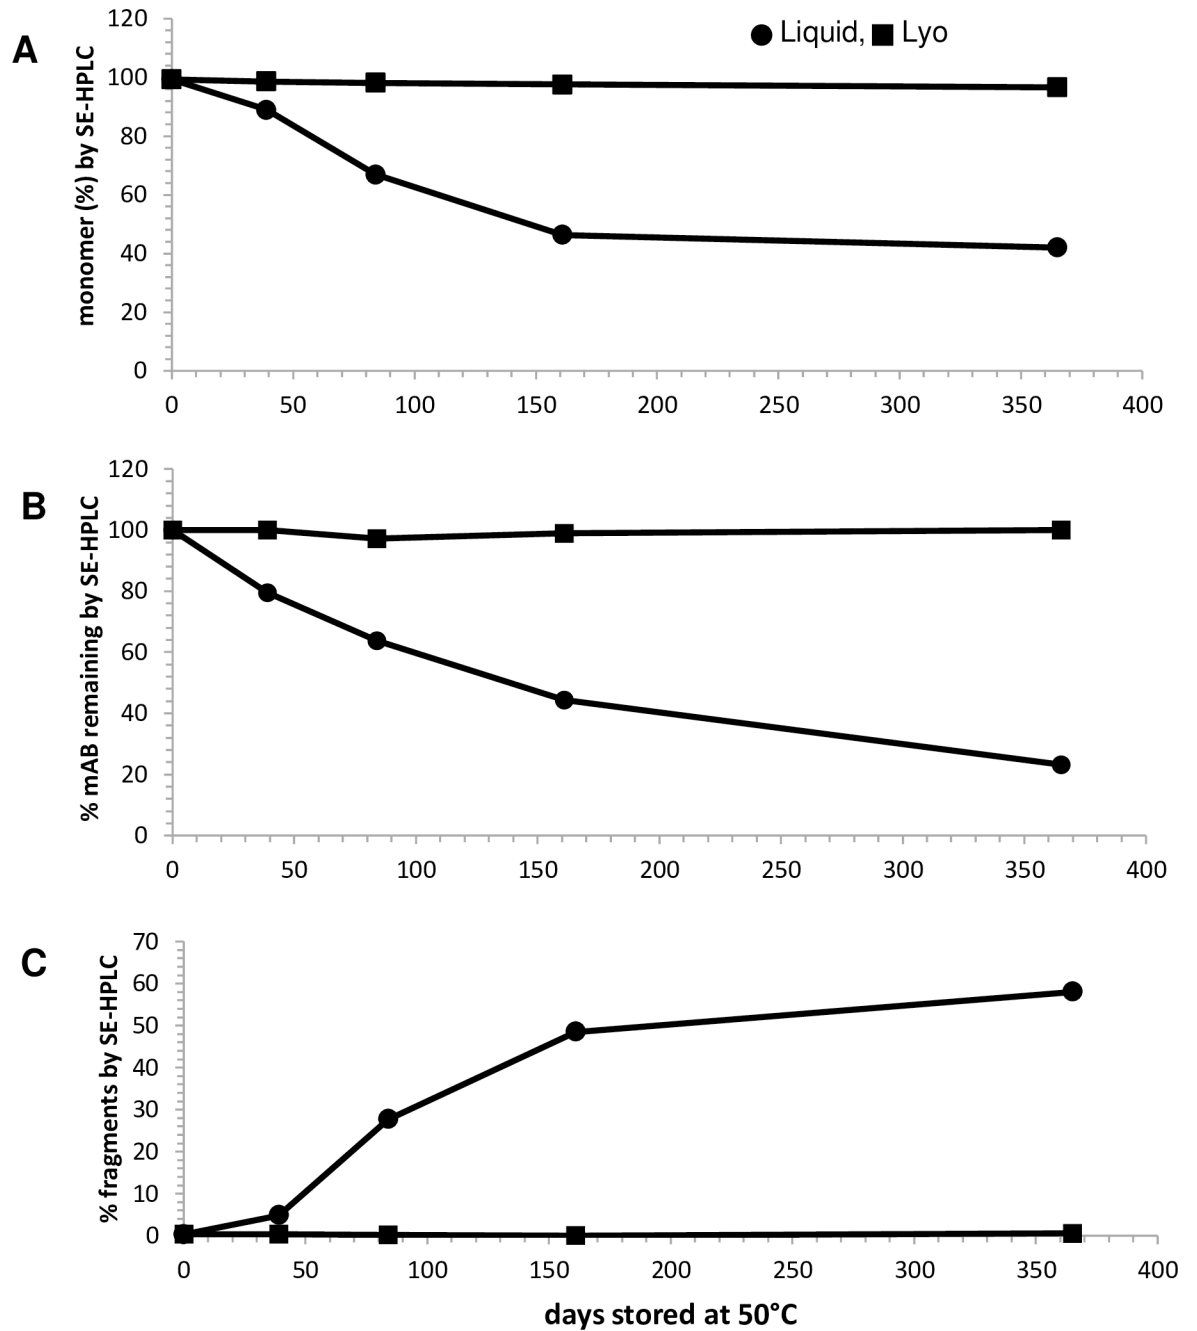 A
● Liquid, ■ Lyo
monomer (%) by SE-HPLC
120
100
80
60
40
20
0
0 50 100 150 200 250 300 350 400
B
% mAB remaining by SE-HPLC
120
100
80
60
40
20
0
0 50 100 150 200 250 300 350 400
C
% fragments by SE-HPLC
70
60
50
40
30
20
10
0
0 50 100 150 200 250 300 350 400
days stored at 50°C